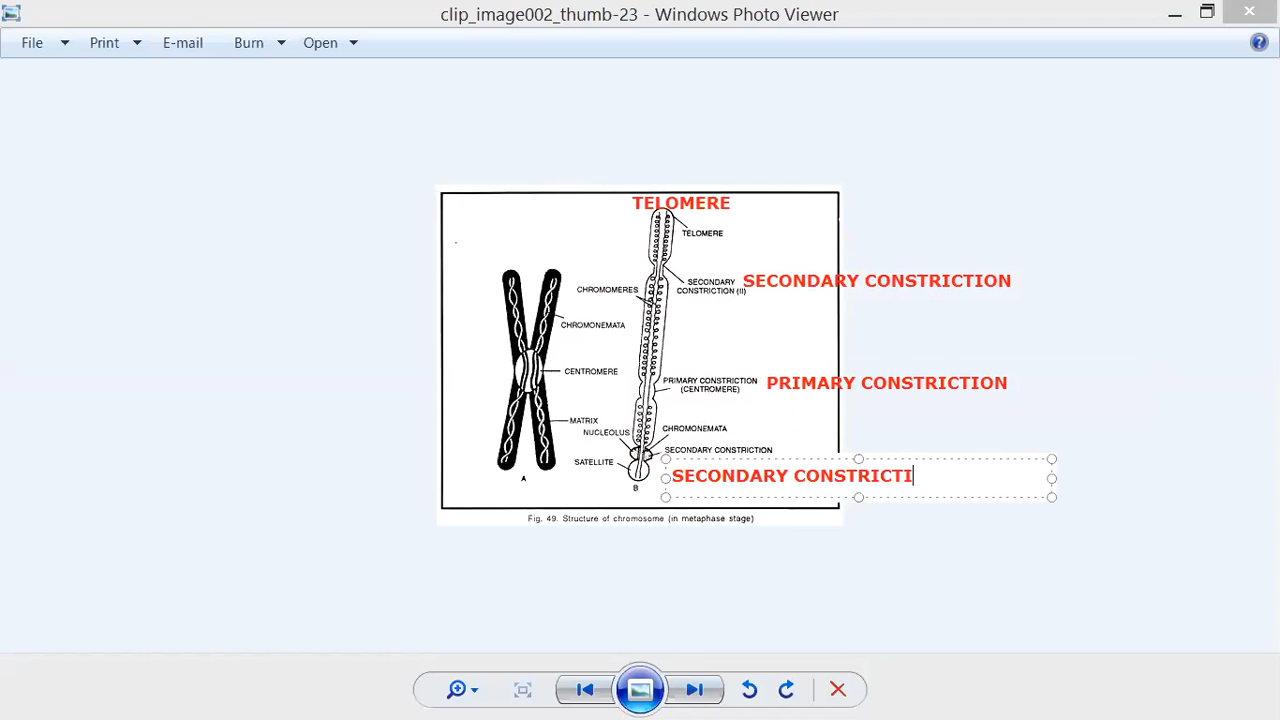 clip_image002_thumb-23 - Windows Photo Viewer
File Print E-mail Burn Open
TELOMERE
TELOMERE
SECONDARY
CONSTRICTION (II)
SECONDARY CONSTRICTION
CHROMOMERES
CHROMONEMATA
CENTROMERE
PRIMARY CONSTRICTION
(CENTROMERE)
PRIMARY CONSTRICTION
MATRIX
NUCLEOLUS
CHROMONEMATA
SECONDARY CONSTRICTION
SATELLITE
SECONDARY CONSTRICTI
A
B
Fig. 49. Structure of chromosome (in metaphase stage)